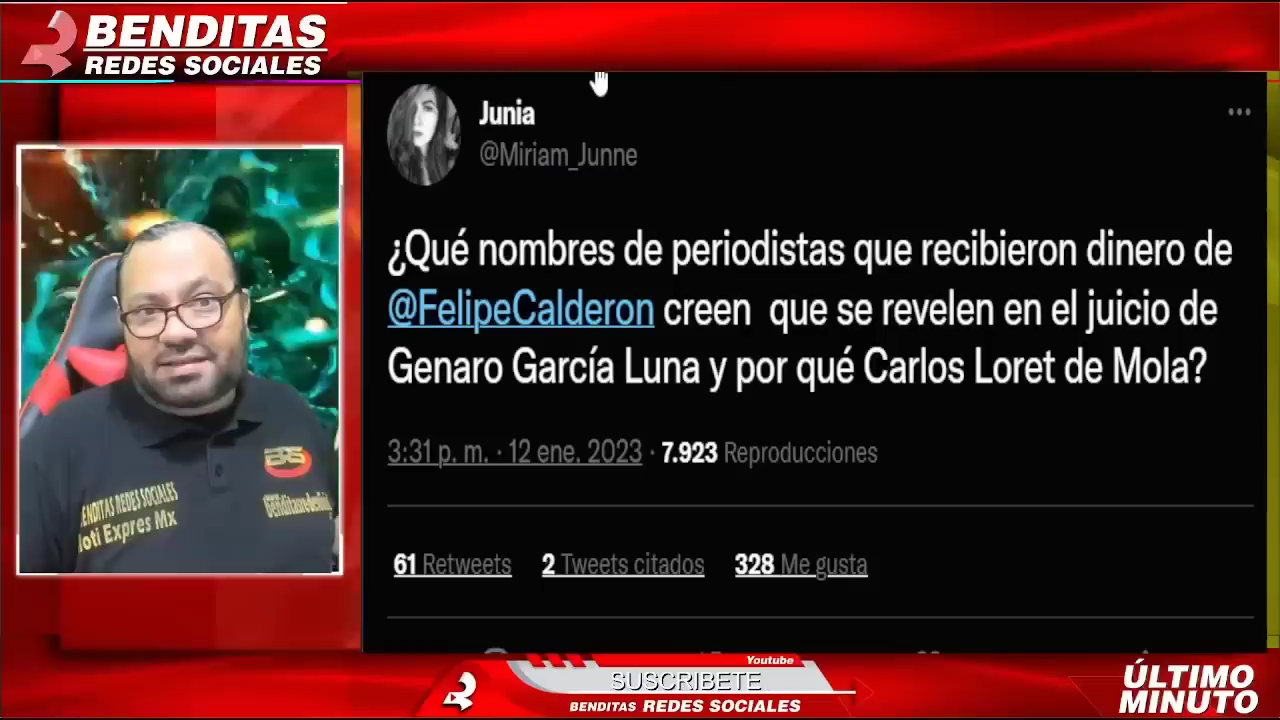 BENDITAS
REDES SOCIALES
Junia
@Miriam_Junne
¿Qué nombres de periodistas que recibieron dinero de
@FelipeCalderon creen que se revelen en el juicio de
Genaro García Luna y por qué Carlos Loret de Mola?
3:31 p. m. · 12 ene. 2023 · 7.923 Reproducciones
61 Retweets 2 Tweets citados 328 Me gusta
REDES SOCIALES
Expres Mx
Youtube
SUSCRIBETE
BENDITAS REDES SOCIALES
ÚLTIMO
MINUTO